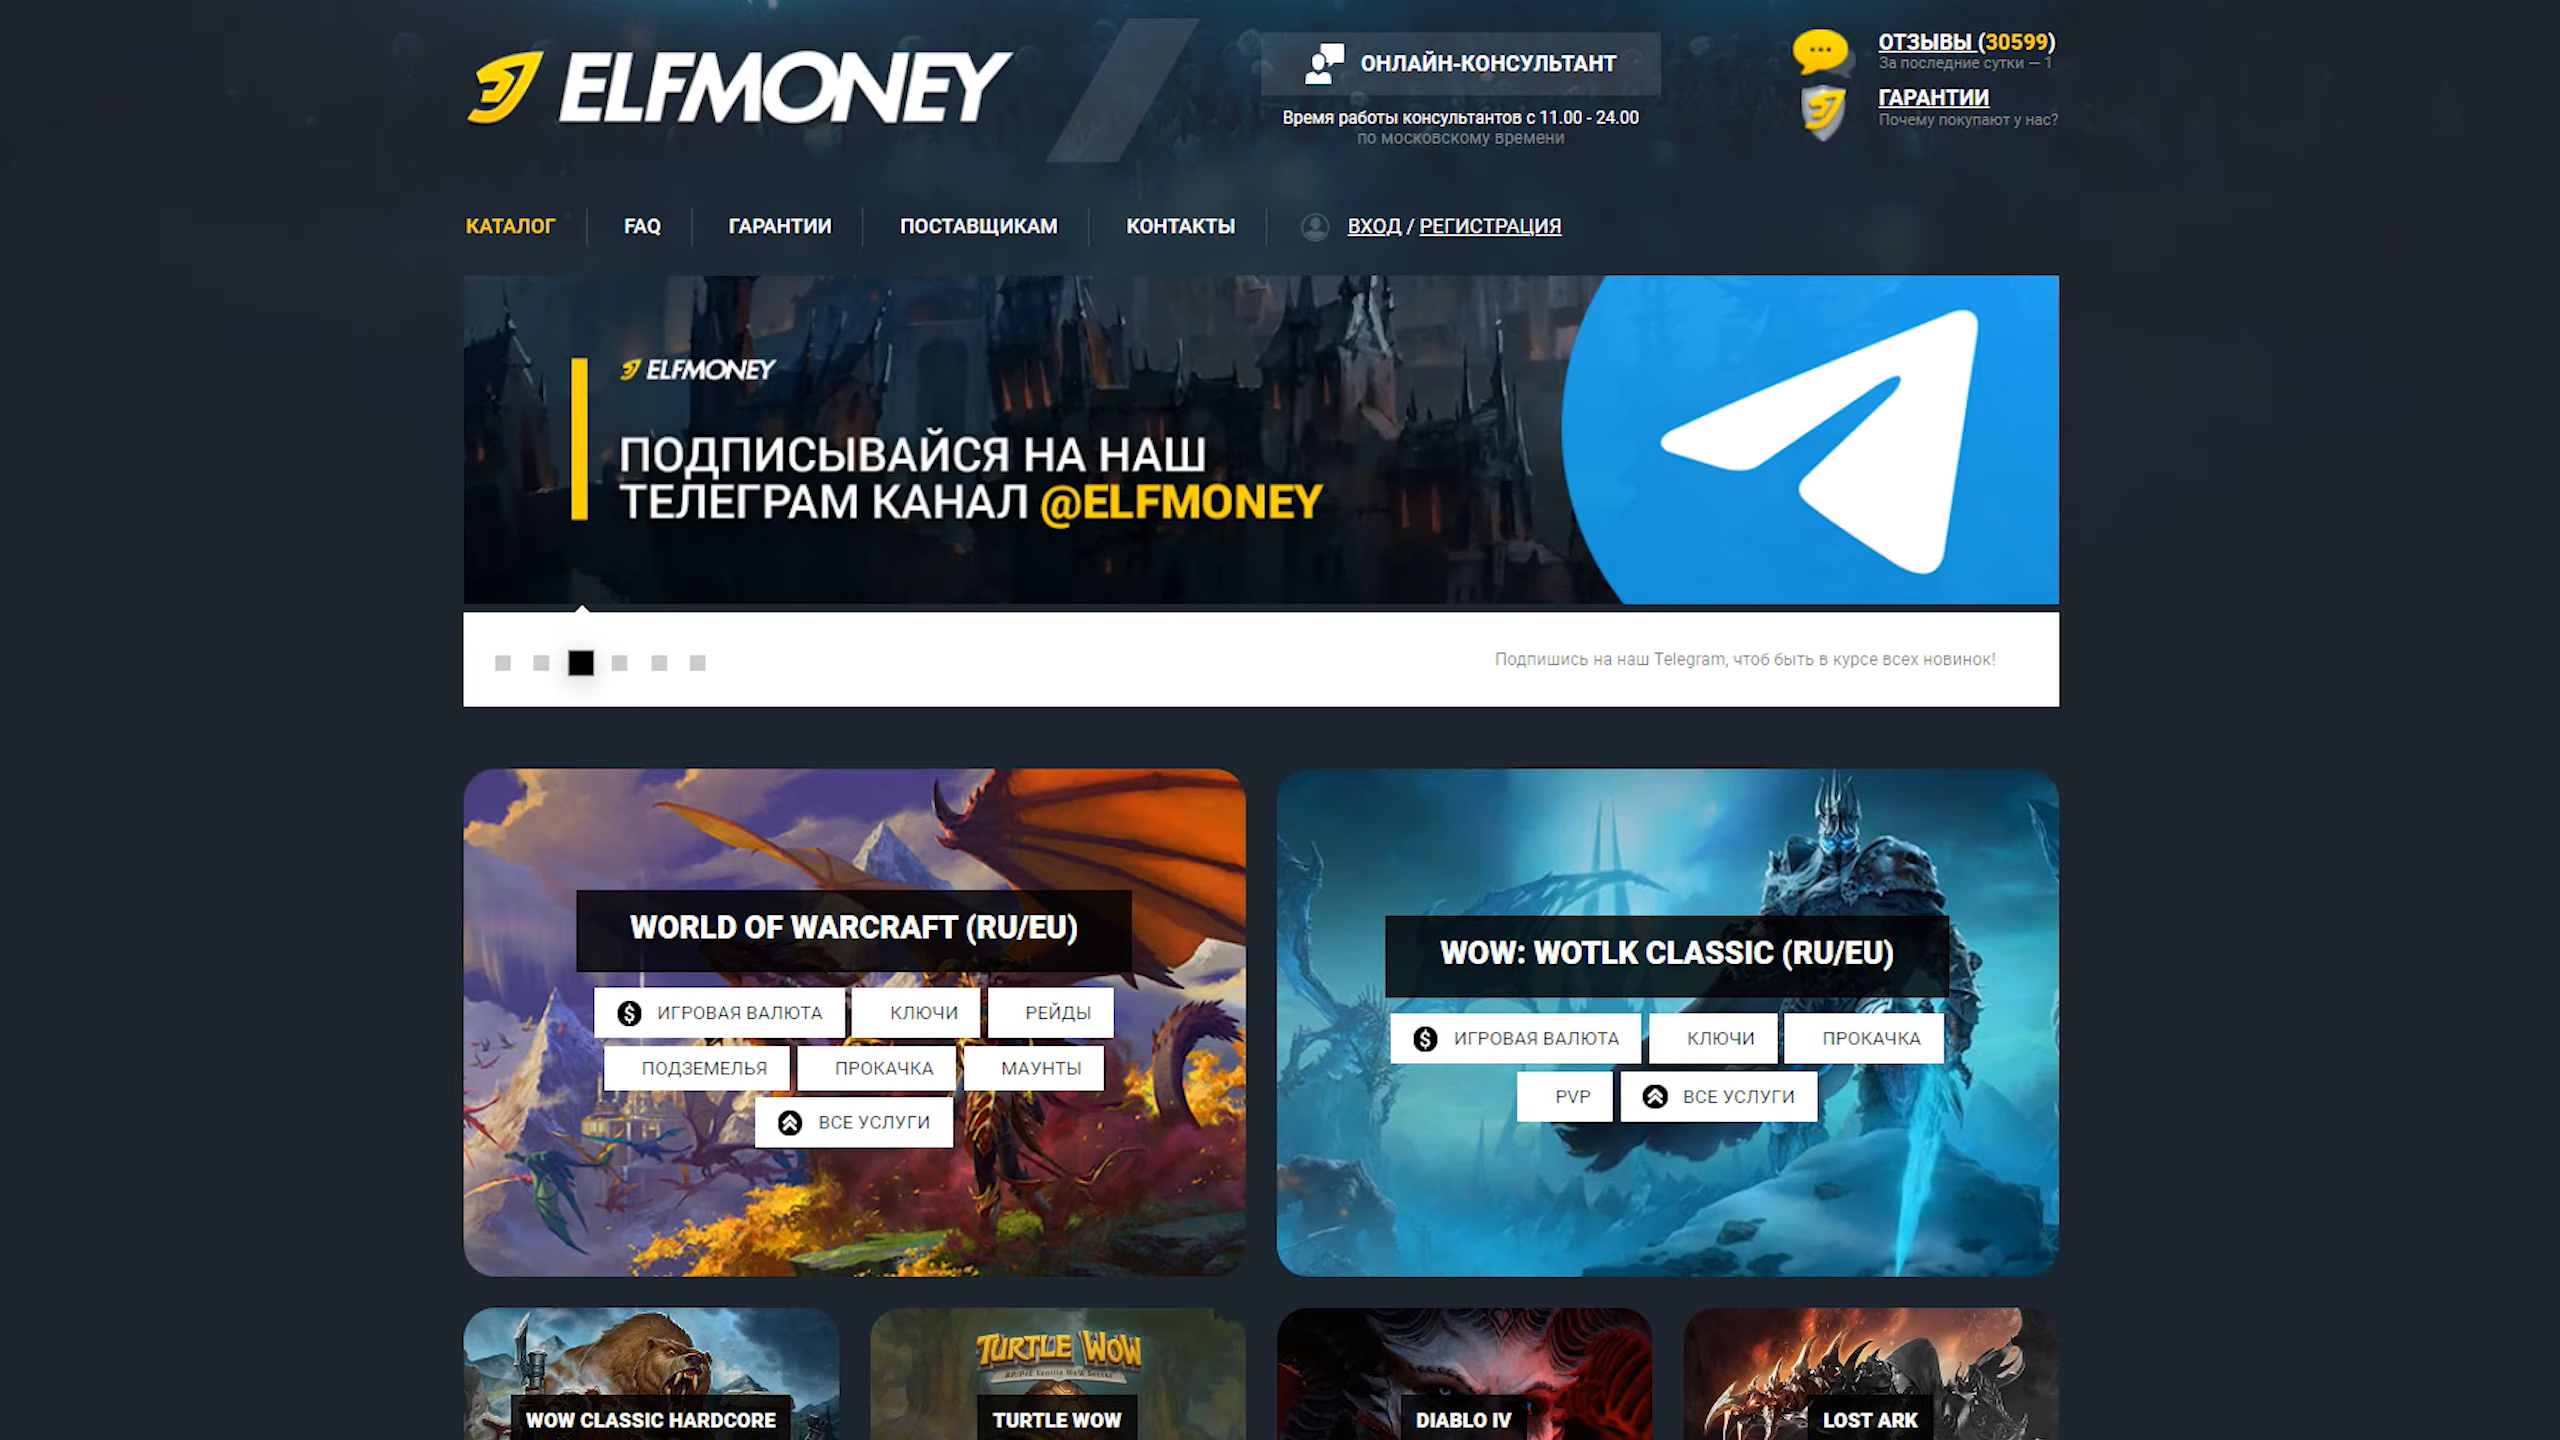 ELFMONEY
ОНЛАЙН-КОНСУЛЬТАНТ
Время работы консультантов с 11.00 - 24.00
по московскому времени
ОТЗЫВЫ (30599)
За последние сутки — 1
ГАРАНТИИ
Почему покупают у нас?
КАТАЛОГ
FAQ
ГАРАНТИИ
ПОСТАВЩИКАМ
КОНТАКТЫ
ВХОД / РЕГИСТРАЦИЯ
ELFMONEY
ПОДПИСЫВАЙСЯ НА НАШ
ТЕЛЕГРАМ КАНАЛ @ELFMONEY
Подпишись на наш Telegram, чтоб быть в курсе всех новинок!
WORLD OF WARCRAFT (RU/EU)
ИГРОВАЯ ВАЛЮТА
КЛЮЧИ
РЕЙДЫ
ПОДЗЕМЕЛЬЯ
ПРОКАЧКА
МАУНТЫ
ВСЕ УСЛУГИ
WOW: WOTLK CLASSIC (RU/EU)
ИГРОВАЯ ВАЛЮТА
КЛЮЧИ
ПРОКАЧКА
PVP
ВСЕ УСЛУГИ
WOW CLASSIC HARDCORE
TURTLE WOW
TURTLE WOW
DIABLO IV
LOST ARK